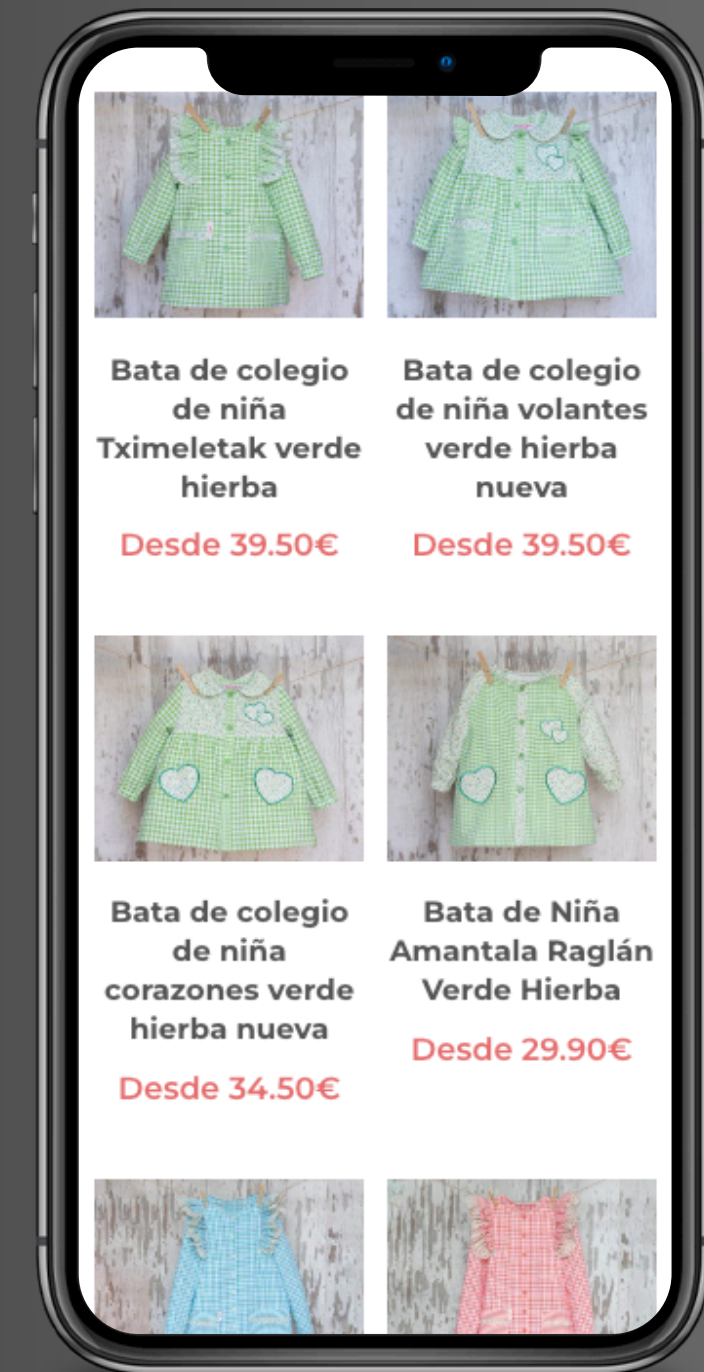 Bata de colegio
de niña
Tximeletak verde
hierba
Desde 39.50€
Bata de colegio
de niña volantes
verde hierba
nueva
Desde 39.50€
Bata de colegio
de niña
corazones verde
hierba nueva
Desde 34.50€
Bata de Niña
Amantala Raglán
Verde Hierba
Desde 29.90€